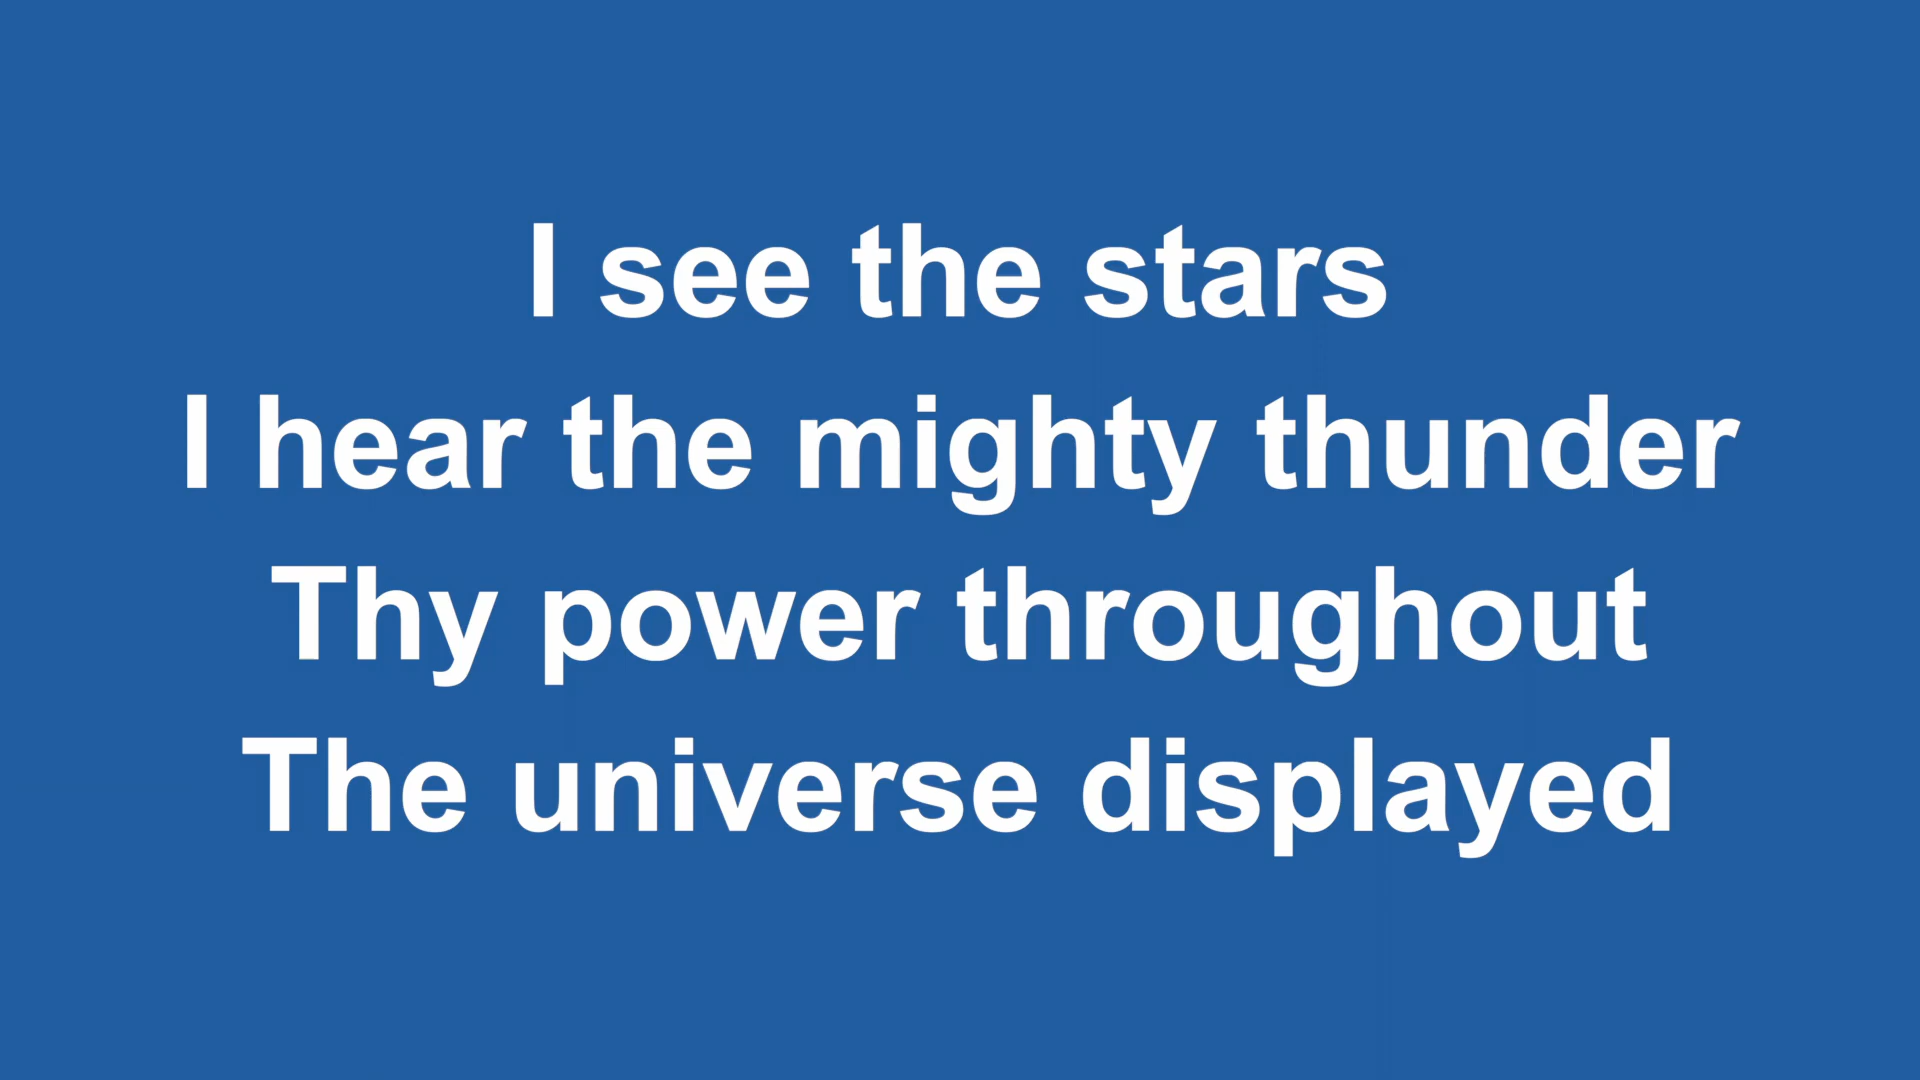 I see the stars
I hear the mighty thunder
Thy power throughout
The universe displayed